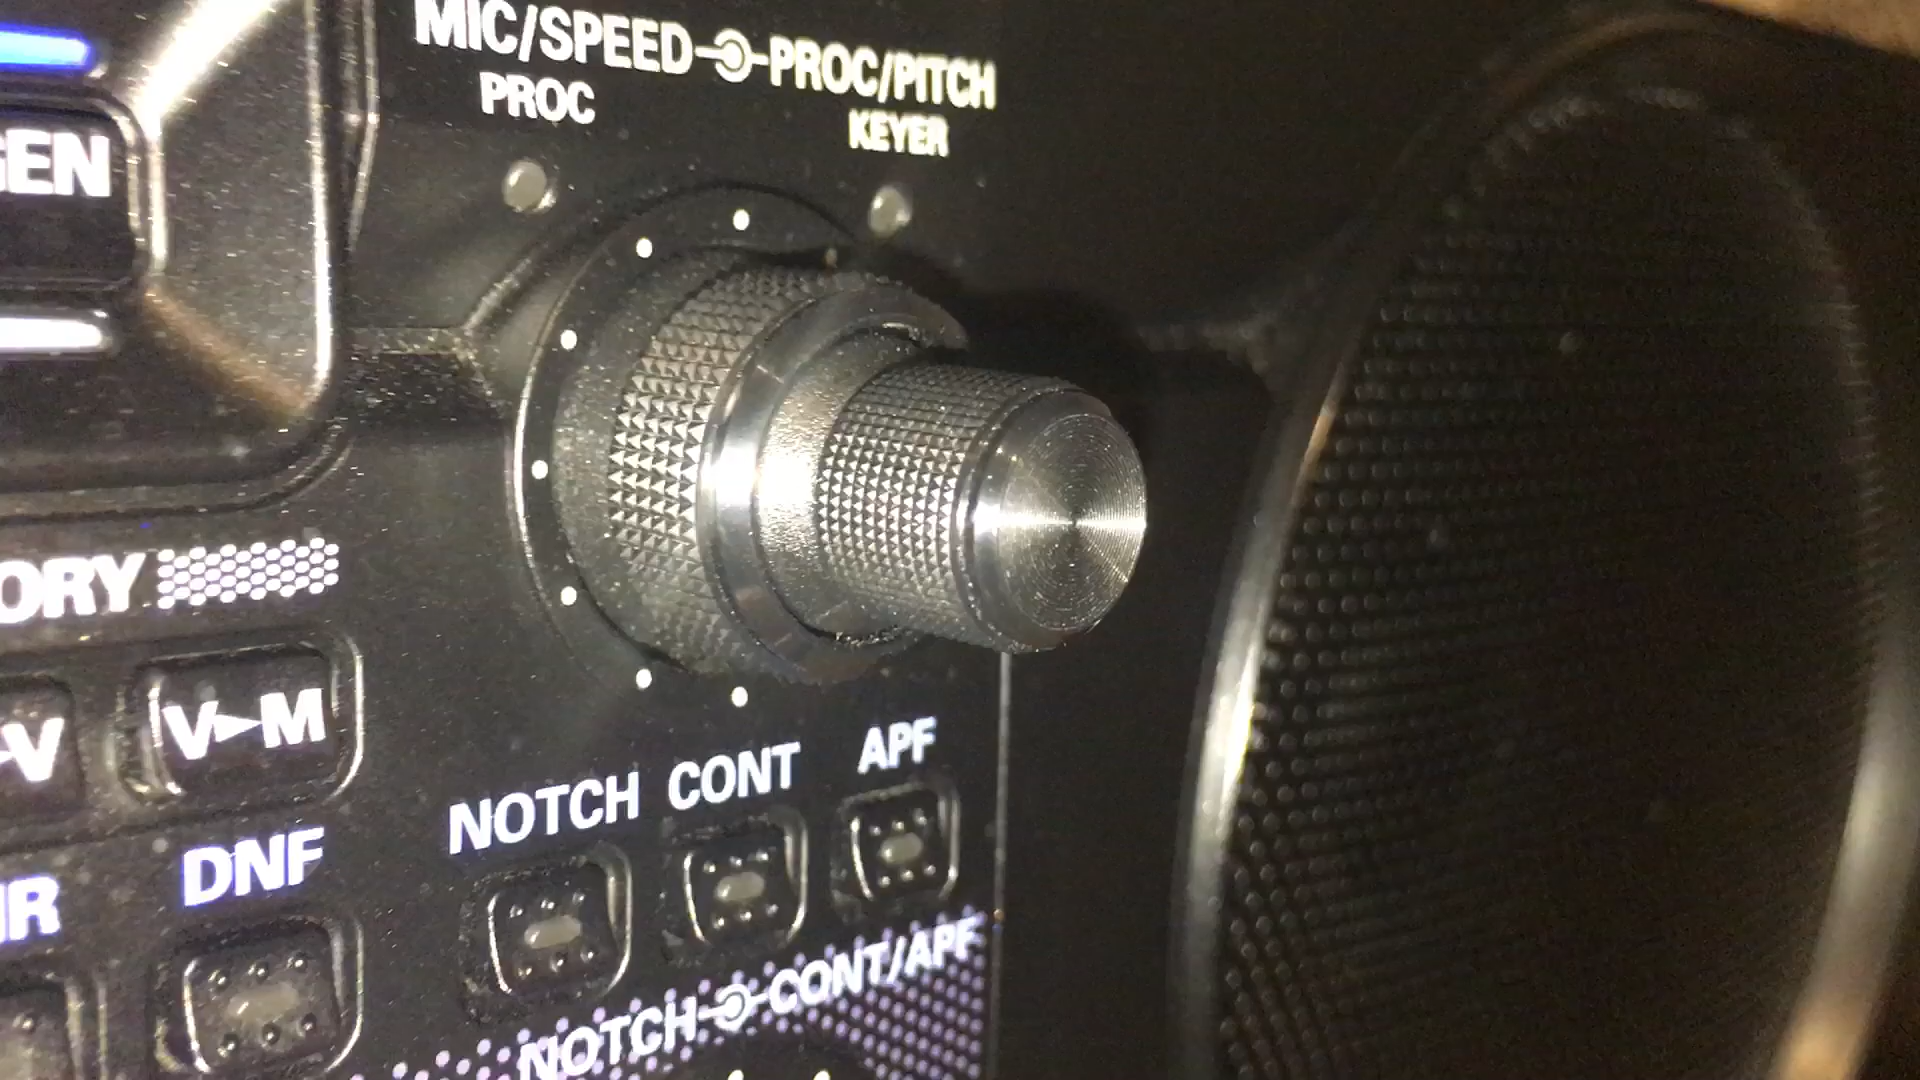 MIC/SPEED PROC/PITCH
PROC
KEYER
GEN
ORY
V
V►M
NOTCH
CONT
APF
DNF
NOTCH CONT/APF